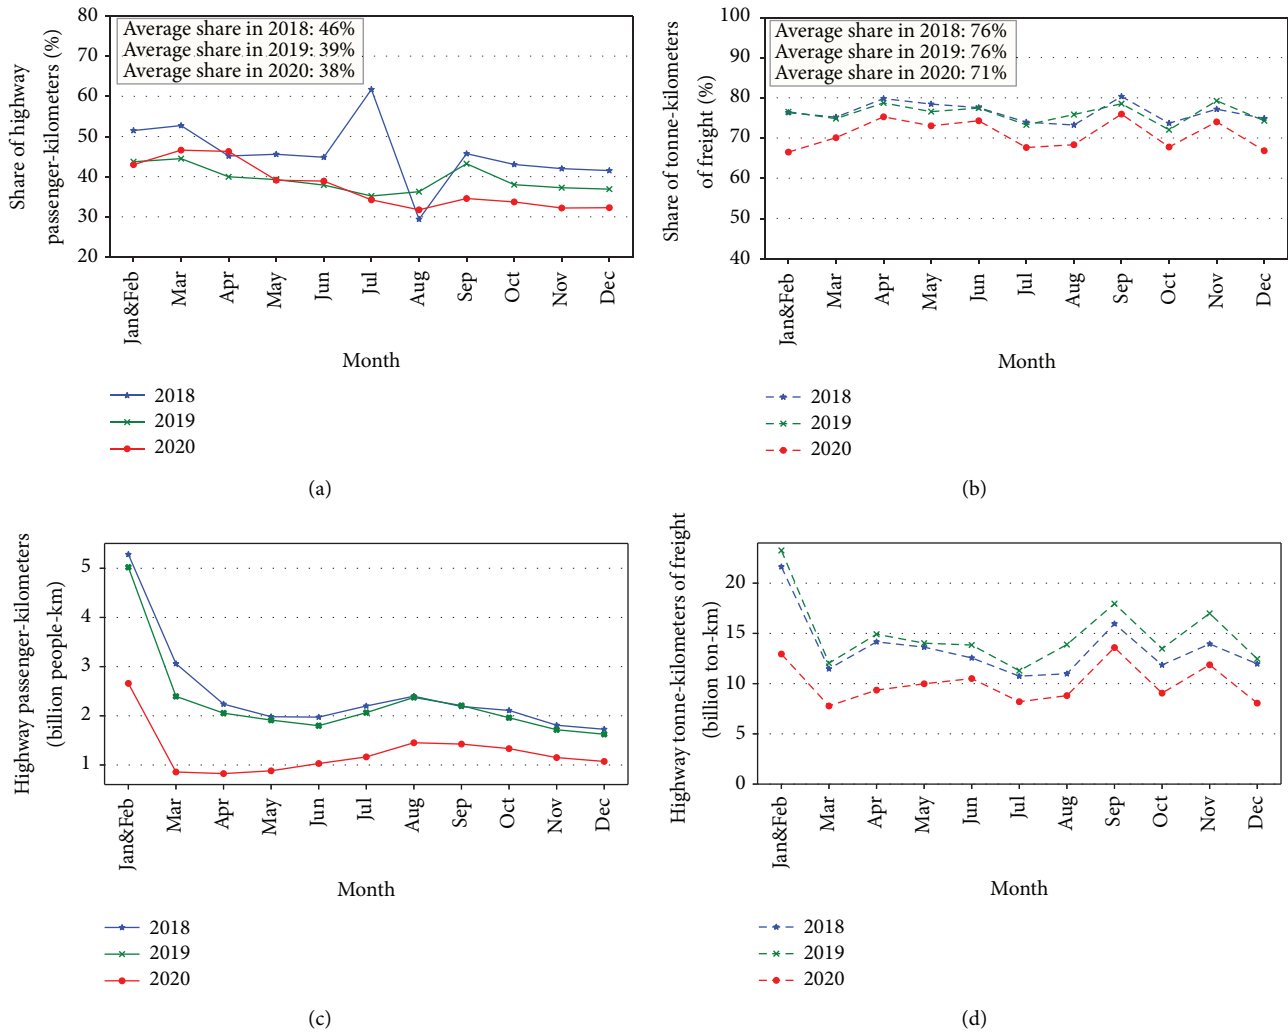 Share of highway
passenger-kilometers (%)
80
70
60
50
40
30
20
Average share in 2018: 46%
Average share in 2019: 39%
Average share in 2020: 38%
Jan&Feb
Mar
Apr
May
Jun
Jul
Aug
Sep
Oct
Nov
Dec
Month
2018
2019
2020
(a)
Share of tonne-kilometers
of freight (%)
100
90
80
70
60
50
40
Average share in 2018: 76%
Average share in 2019: 76%
Average share in 2020: 71%
Jan&Feb
Mar
Apr
May
Jun
Jul
Aug
Sep
Oct
Nov
Dec
Month
2018
2019
2020
(b)
Highway passenger-kilometers
(billion people-km)
5
4
3
2
1
Jan&Feb
Mar
Apr
May
Jun
Jul
Aug
Sep
Oct
Nov
Dec
Month
2018
2019
2020
(c)
Highway tonne-kilometers of freight
(billion ton-km)
20
15
10
5
0
Jan&Feb
Mar
Apr
May
Jun
Jul
Aug
Sep
Oct
Nov
Dec
Month
2018
2019
2020
(d)